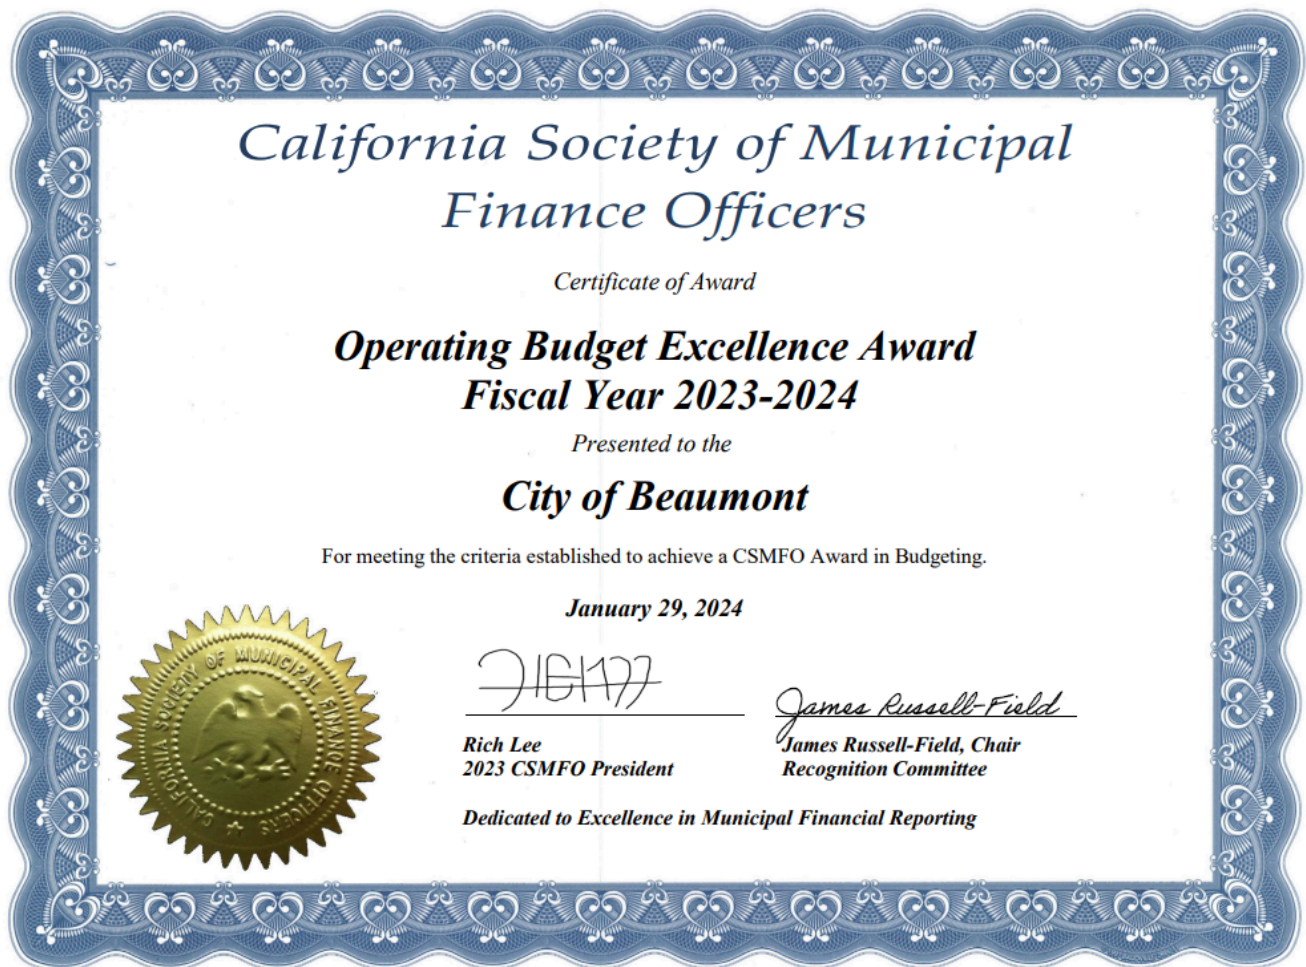 California Society of Municipal
Finance Officers
Certificate of Award
Operating Budget Excellence Award
Fiscal Year 2023-2024
Presented to the
City of Beaumont
For meeting the criteria established to achieve a CSMFO Award in Budgeting.
January 29, 2024
CALIFORNIA SOCIETY OF MUNICIPAL FINANCE OFFICERS
James Russell-Field
Rich Lee
James Russell-Field, Chair
2023 CSMFO President
Recognition Committee
Dedicated to Excellence in Municipal Financial Reporting